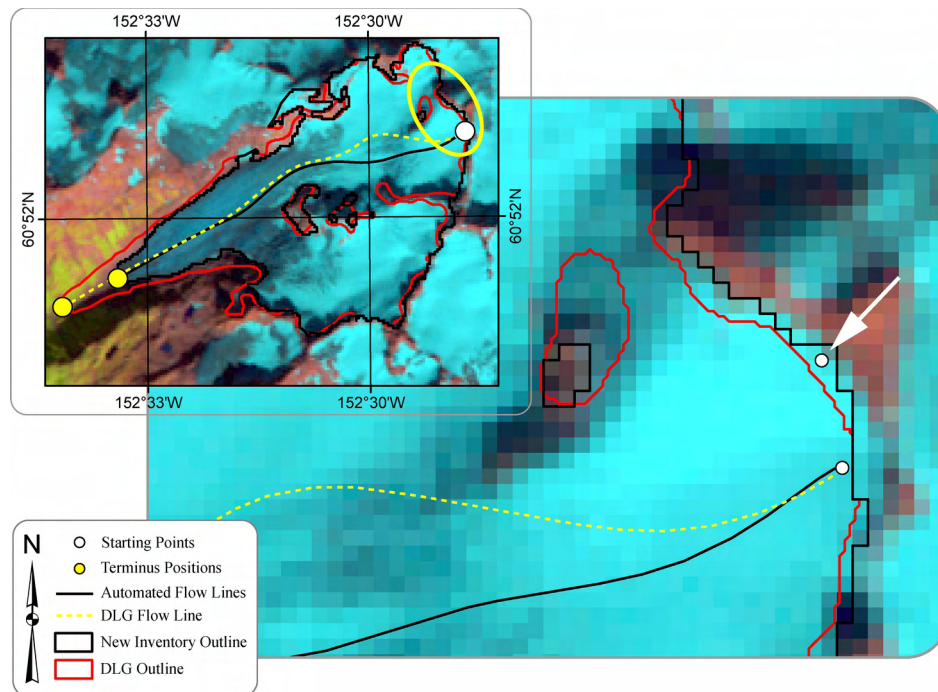 152°33'W
152°30'W
60°52'N
60°52'N
152°33'W
152°30'W
N
Starting Points
Terminus Positions
Automated Flow Lines
DLG Flow Line
New Inventory Outline
DLG Outline